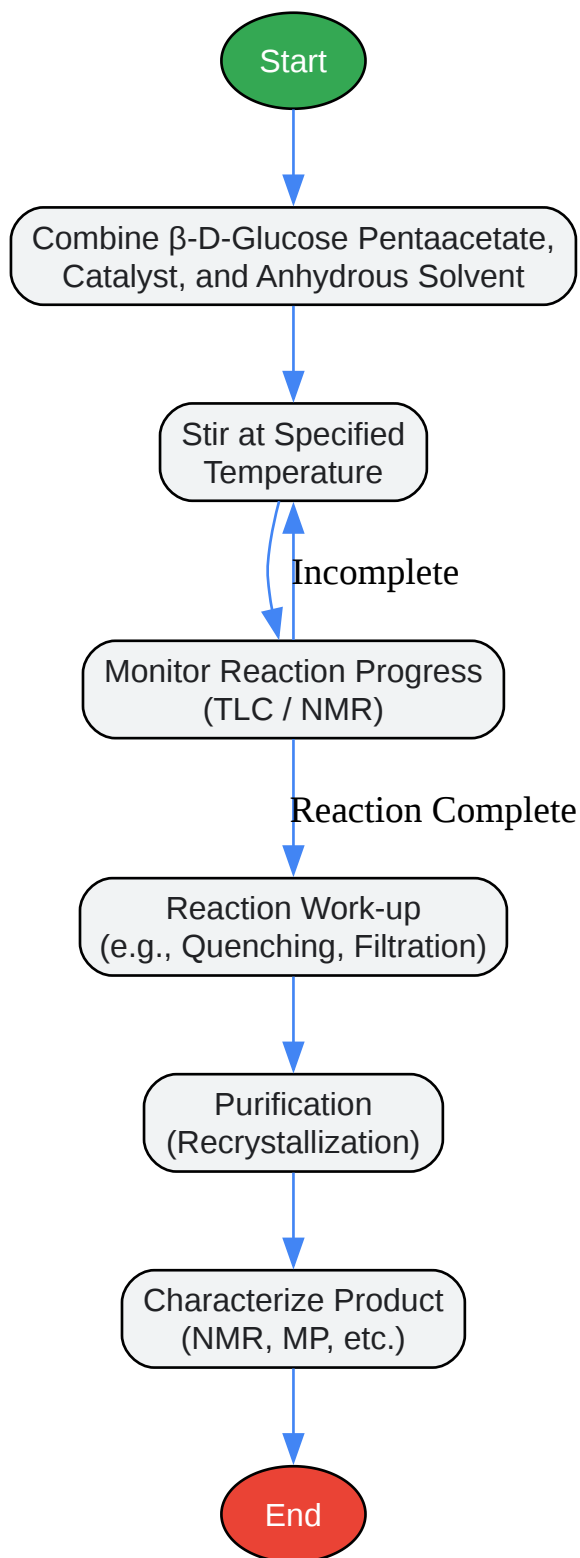 Start
Combine β-D-Glucose Pentaacetate,
Catalyst, and Anhydrous Solvent
Stir at Specified
Temperature
Incomplete
Monitor Reaction Progress
(TLC / NMR)
Reaction Complete
Reaction Work-up
(e.g., Quenching, Filtration)
Purification
(Recrystallization)
Characterize Product
(NMR, MP, etc.)
End